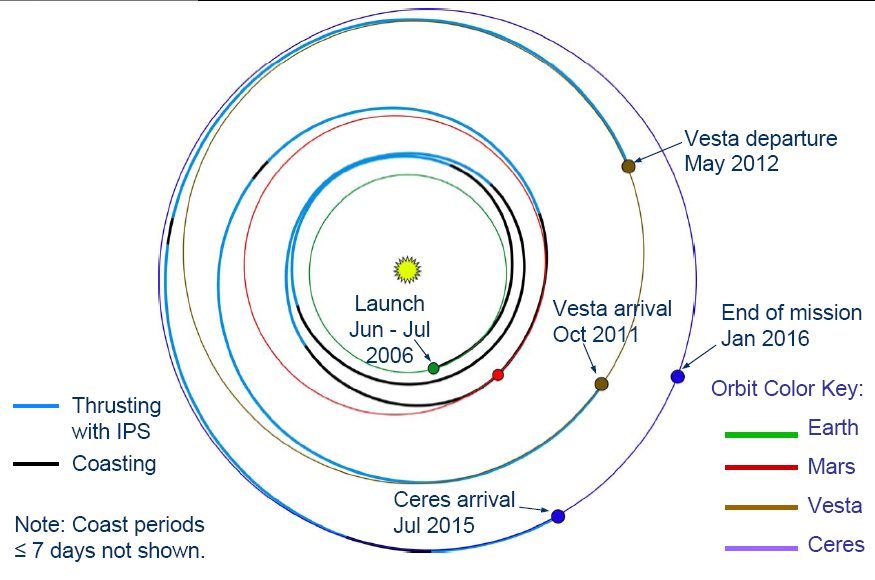 Vesta departure
May 2012
Launch
Jun - Jul
2006
Vesta arrival
Oct 2011
End of mission
Jan 2016
Orbit Color Key:
Earth
Mars
Vesta
Ceres
Thrusting
with IPS
Coasting
Ceres arrival
Jul 2015
Note: Coast periods
≤ 7 days not shown.